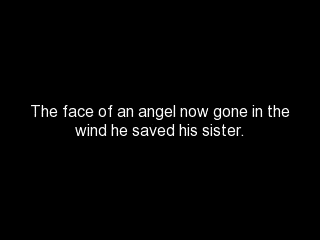 The face of an angel now gone in the
wind he saved his sister.